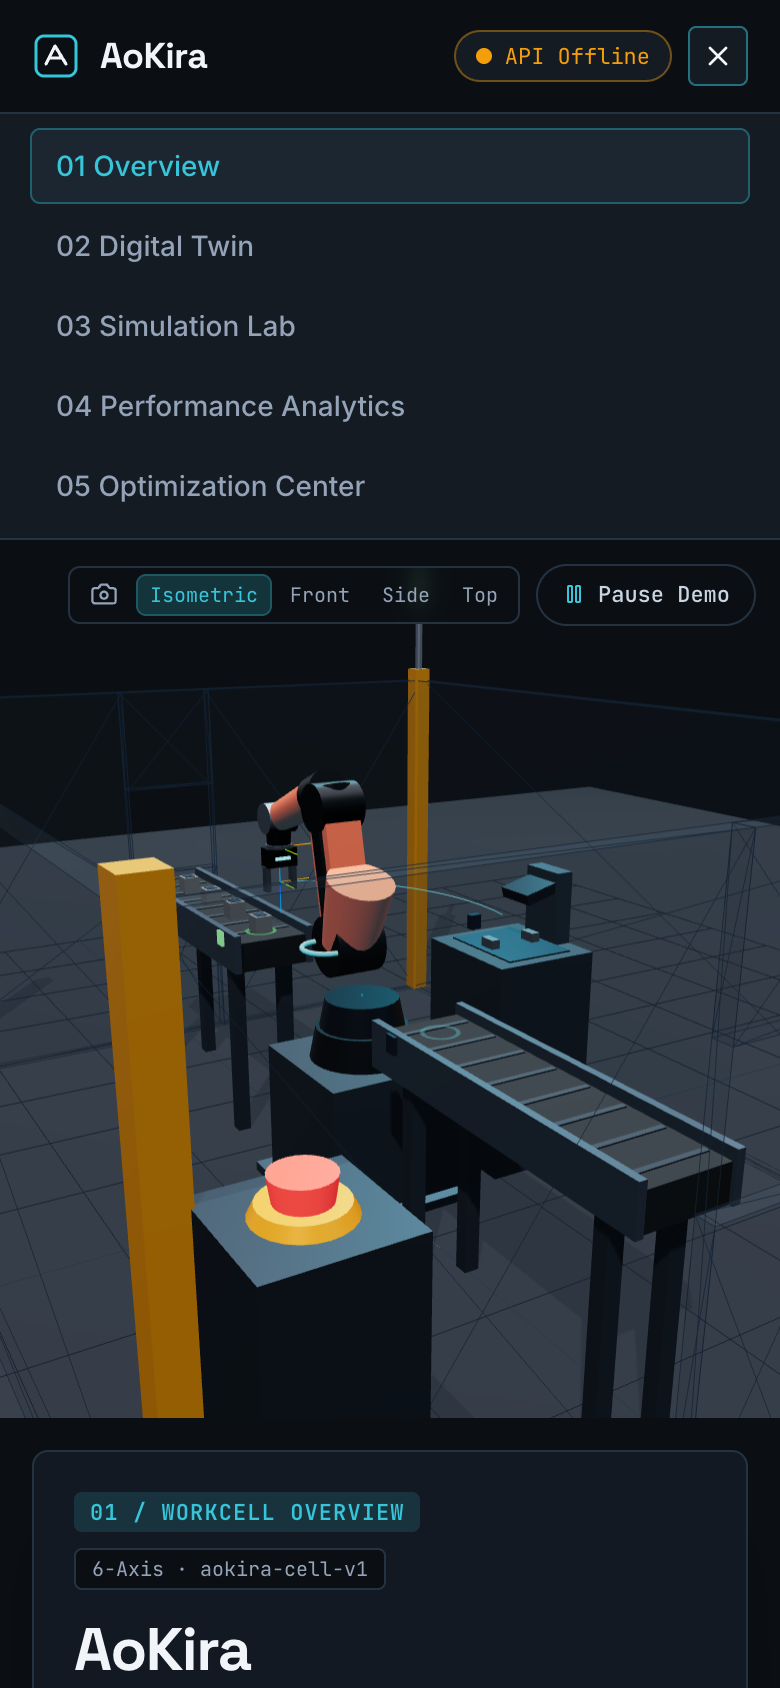 AoKira
API Offline
01 Overview
02 Digital Twin
03 Simulation Lab
04 Performance Analytics
05 Optimization Center
Isometric Front Side Top
Pause Demo
01 / WORKCELL OVERVIEW
6-Axis · aokira-cell-v1
AoKira